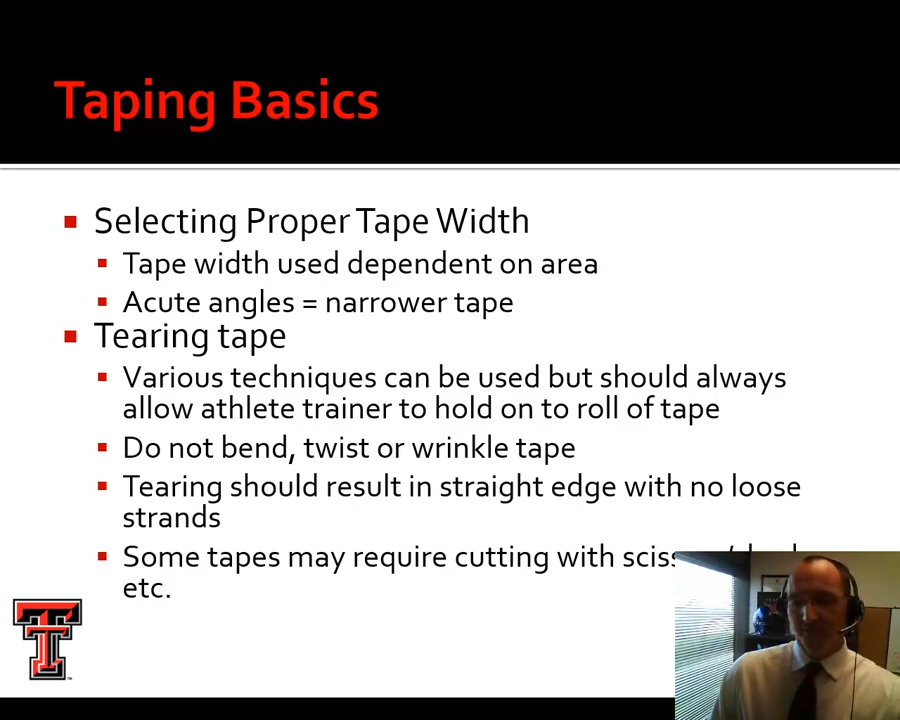 Taping Basics
Selecting Proper Tape Width
Tape width used dependent on area
Acute angles = narrower tape
Tearing tape
Various techniques can be used but should always
allow athlete trainer to hold on to roll of tape
Do not bend, twist or wrinkle tape
Tearing should result in straight edge with no loose
strands
Some tapes may require cutting with
etc.